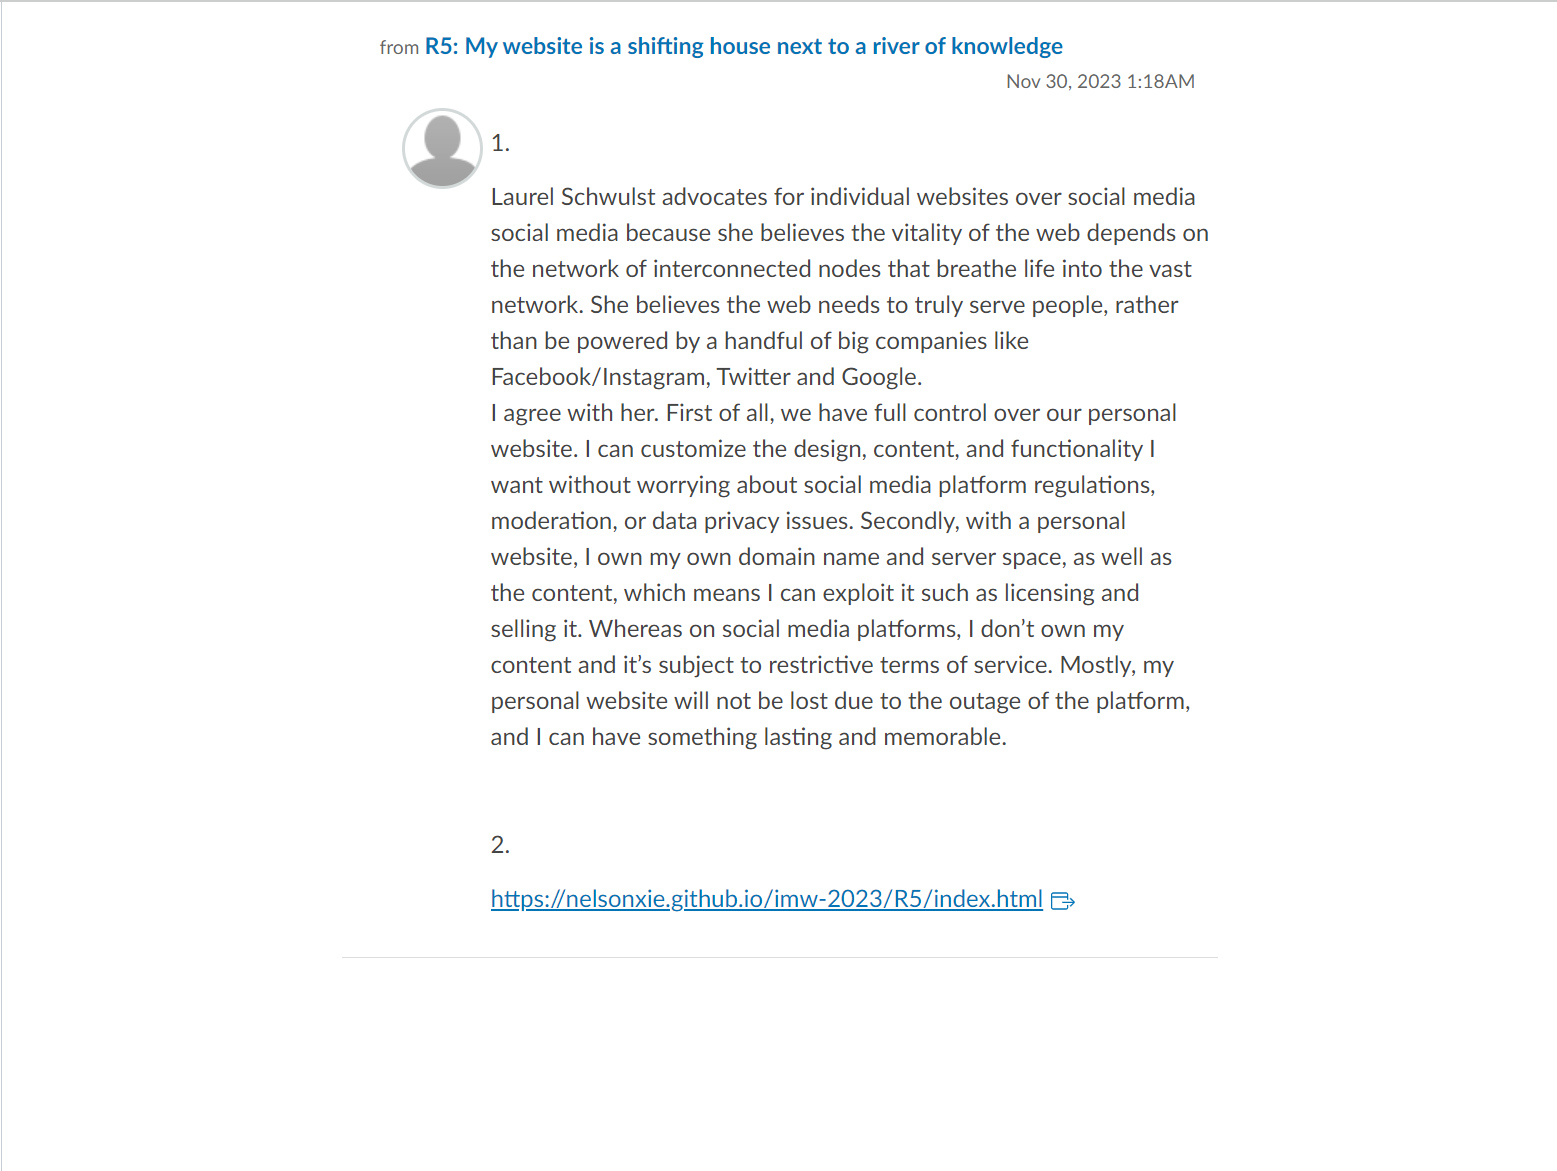 from R5: My website is a shifting house next to a river of knowledge
Nov 30, 2023 1:18AM
1.
Laurel Schwulst advocates for individual websites over social media
social media because she believes the vitality of the web depends on
the network of interconnected nodes that breathe life into the vast
network. She believes the web needs to truly serve people, rather
than be powered by a handful of big companies like
Facebook/Instagram, Twitter and Google.
I agree with her. First of all, we have full control over our personal
website. I can customize the design, content, and functionality I
want without worrying about social media platform regulations,
moderation, or data privacy issues. Secondly, with a personal
website, I own my own domain name and server space, as well as
the content, which means I can exploit it such as licensing and
selling it. Whereas on social media platforms, I don’t own my
content and it’s subject to restrictive terms of service. Mostly, my
personal website will not be lost due to the outage of the platform,
and I can have something lasting and memorable.
2.
https://nelsonxie.github.io/imw-2023/R5/index.html